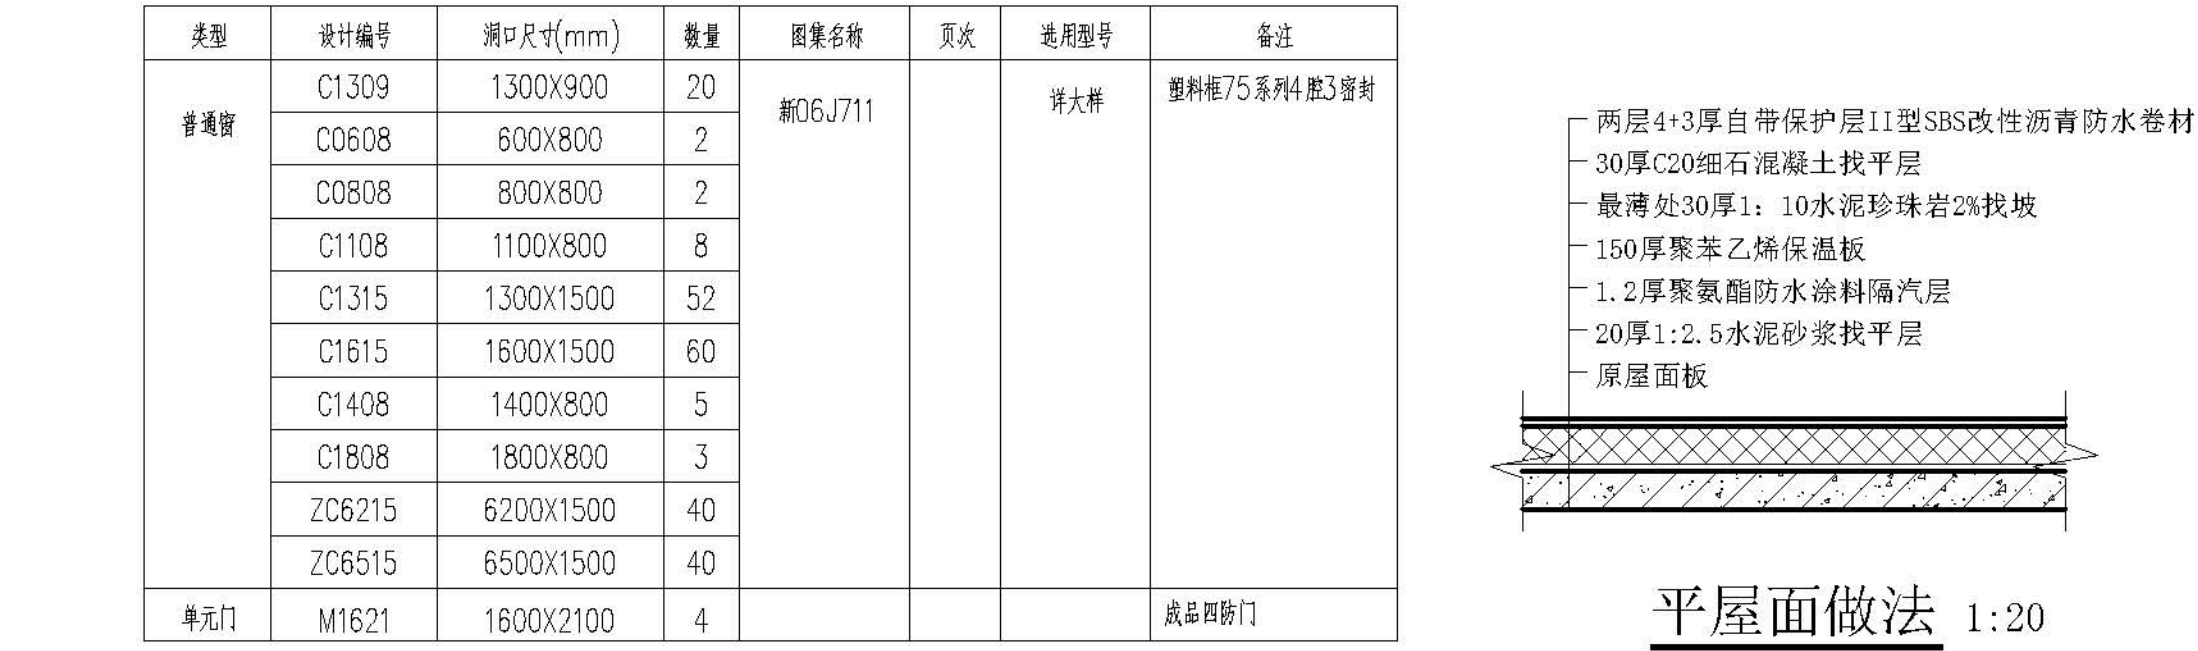 类型 设计编号 洞口尺寸(mm) 数量 图集名称 页次 选用型号 备注
普通窗 C1309 1300X900 20 新06J711 详大样 塑料框75系列4腔3密封
C0608 600X800 2
C0808 800X800 2
C1108 1100X800 8
C1315 1300X1500 52
C1615 1600X1500 60
C1408 1400X800 5
C1808 1800X800 3
ZC6215 6200X1500 40
ZC6515 6500X1500 40
单元门 M1621 1600X2100 4 成品四防门
两层4+3厚自带保护层II型SBS改性沥青防水卷材
30厚C20细石混凝土找平层
最薄处30厚1：10水泥珍珠岩2%找坡
150厚聚苯乙烯保温板
1.2厚聚氨酯防水涂料隔汽层
20厚1:2.5水泥砂浆找平层
原屋面板
平屋面做法 1:20